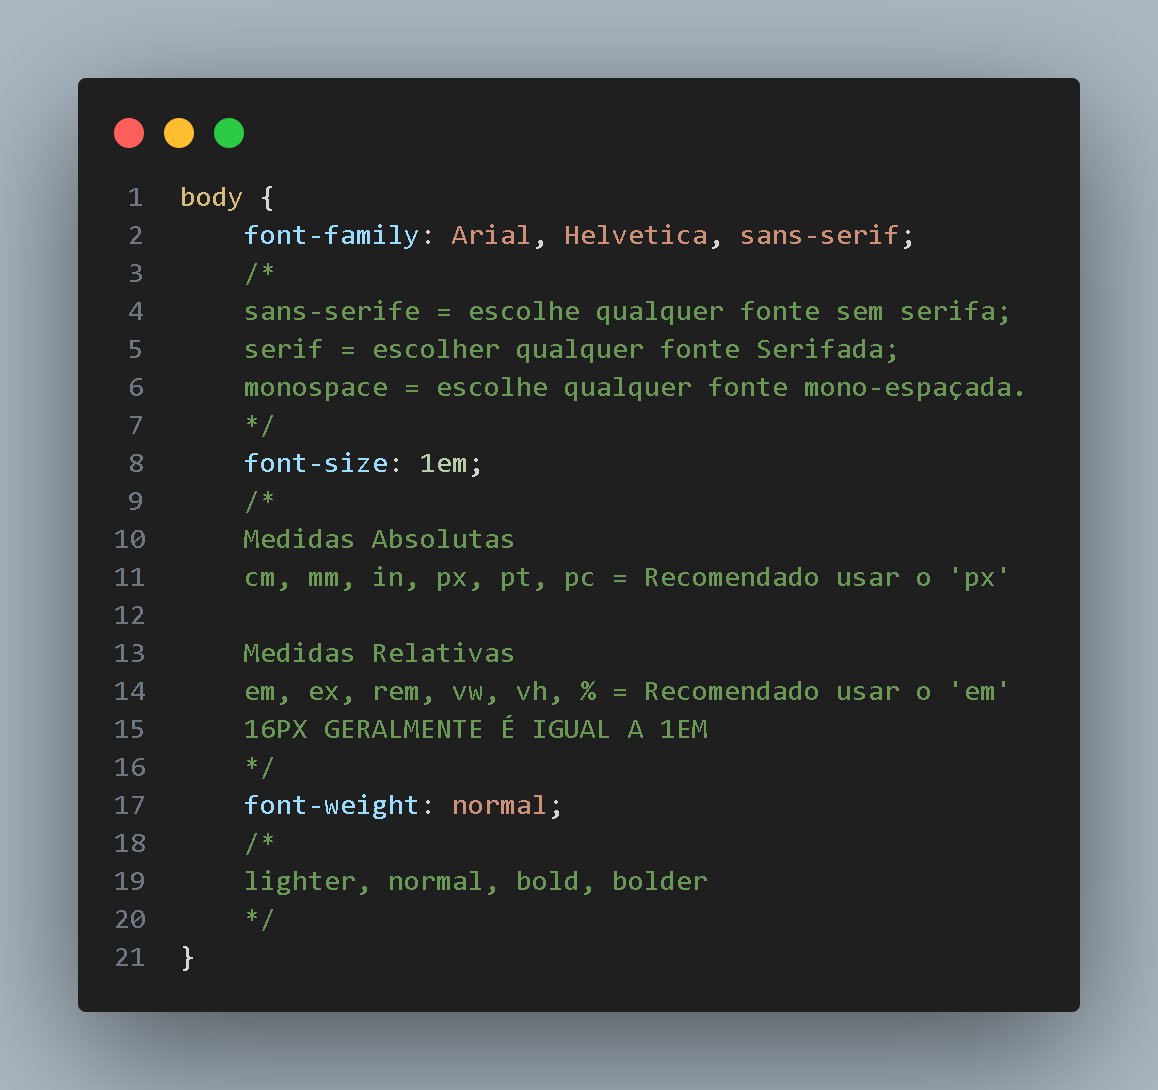 1 body {
2     font-family: Arial, Helvetica, sans-serif;
3     /*
4     sans-serife = escolhe qualquer fonte sem serifa;
5     serif = escolher qualquer fonte Serifada;
6     monospace = escolhe qualquer fonte mono-espaçada.
7     */
8     font-size: 1em;
9     /*
10     Medidas Absolutas
11     cm, mm, in, px, pt, pc = Recomendado usar o 'px'
12
13     Medidas Relativas
14     em, ex, rem, vw, vh, % = Recomendado usar o 'em'
15     16PX GERALMENTE É IGUAL A 1EM
16     */
17     font-weight: normal;
18     /*
19     lighter, normal, bold, bolder
20     */
21 }